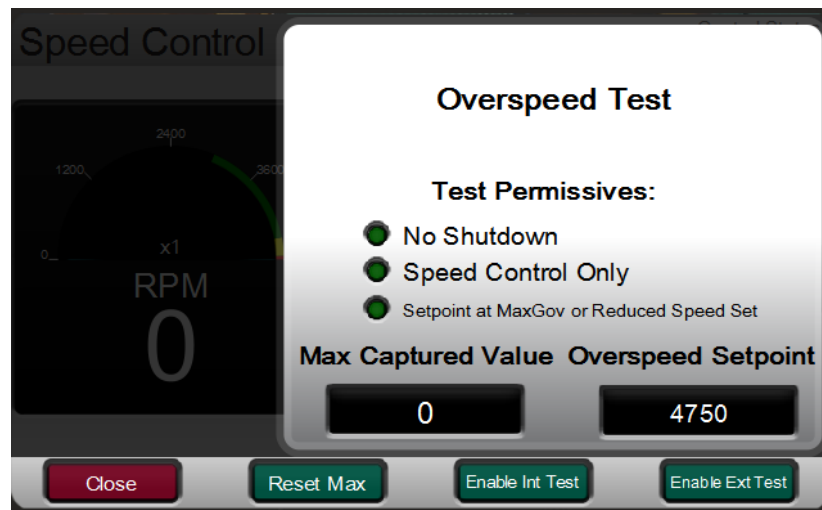 Speed Control
Overspeed Test
2400
1200
3600
0
x1
RPM
0
Test Permissives:
No Shutdown
Speed Control Only
Setpoint at MaxGov or Reduced Speed Set
Max Captured Value Overspeed Setpoint
0 4750
Close Reset Max Enable Int Test Enable Ext Test